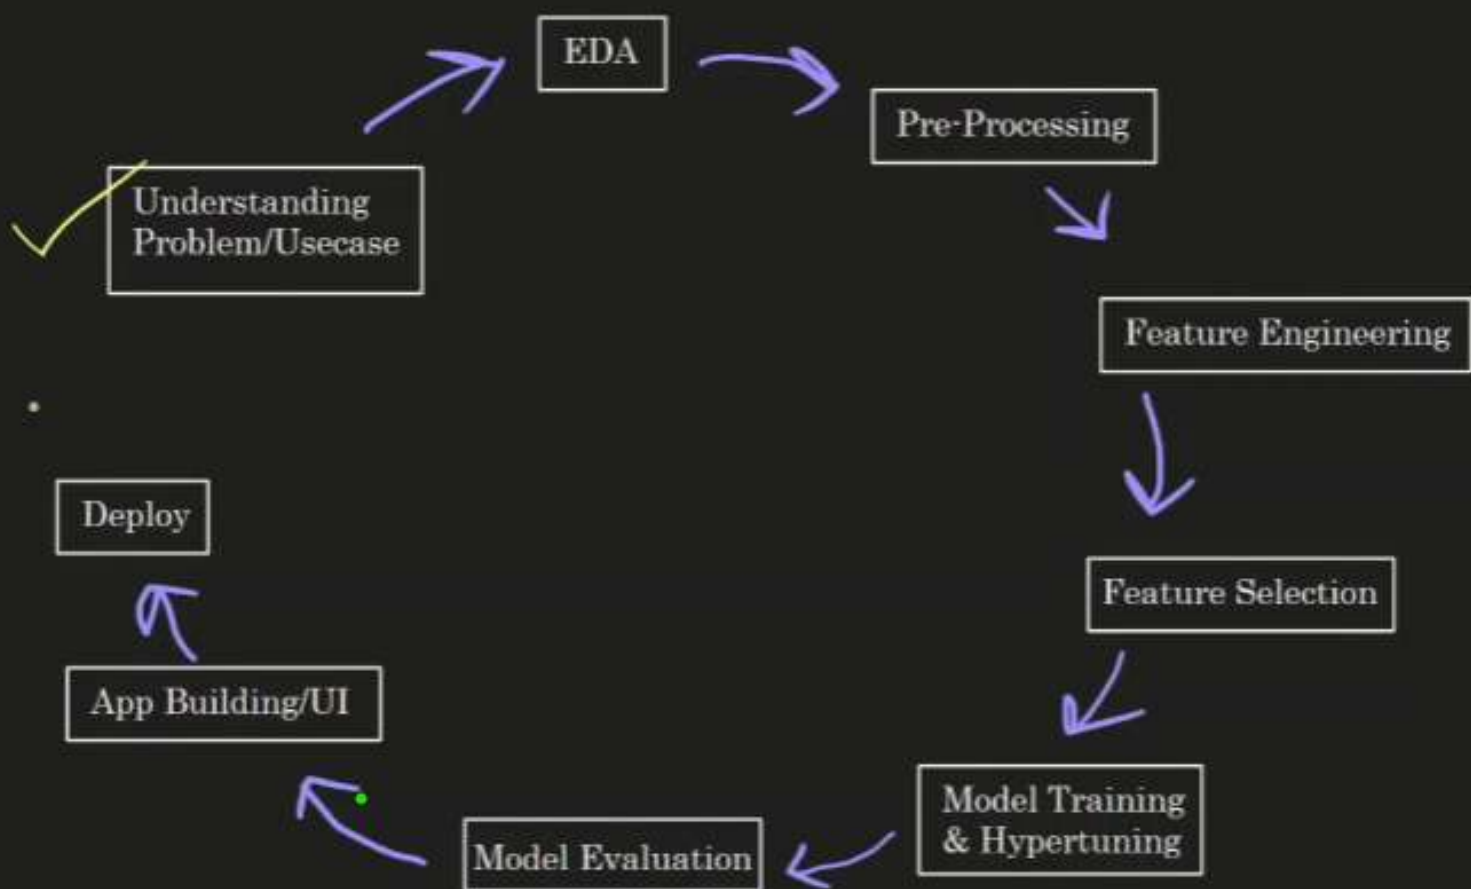 EDA
Pre-Processing
Understanding
Problem/Usecase
Feature Engineering
Deploy
Feature Selection
App Building/UI
Model Training
& Hypertuning
Model Evaluation